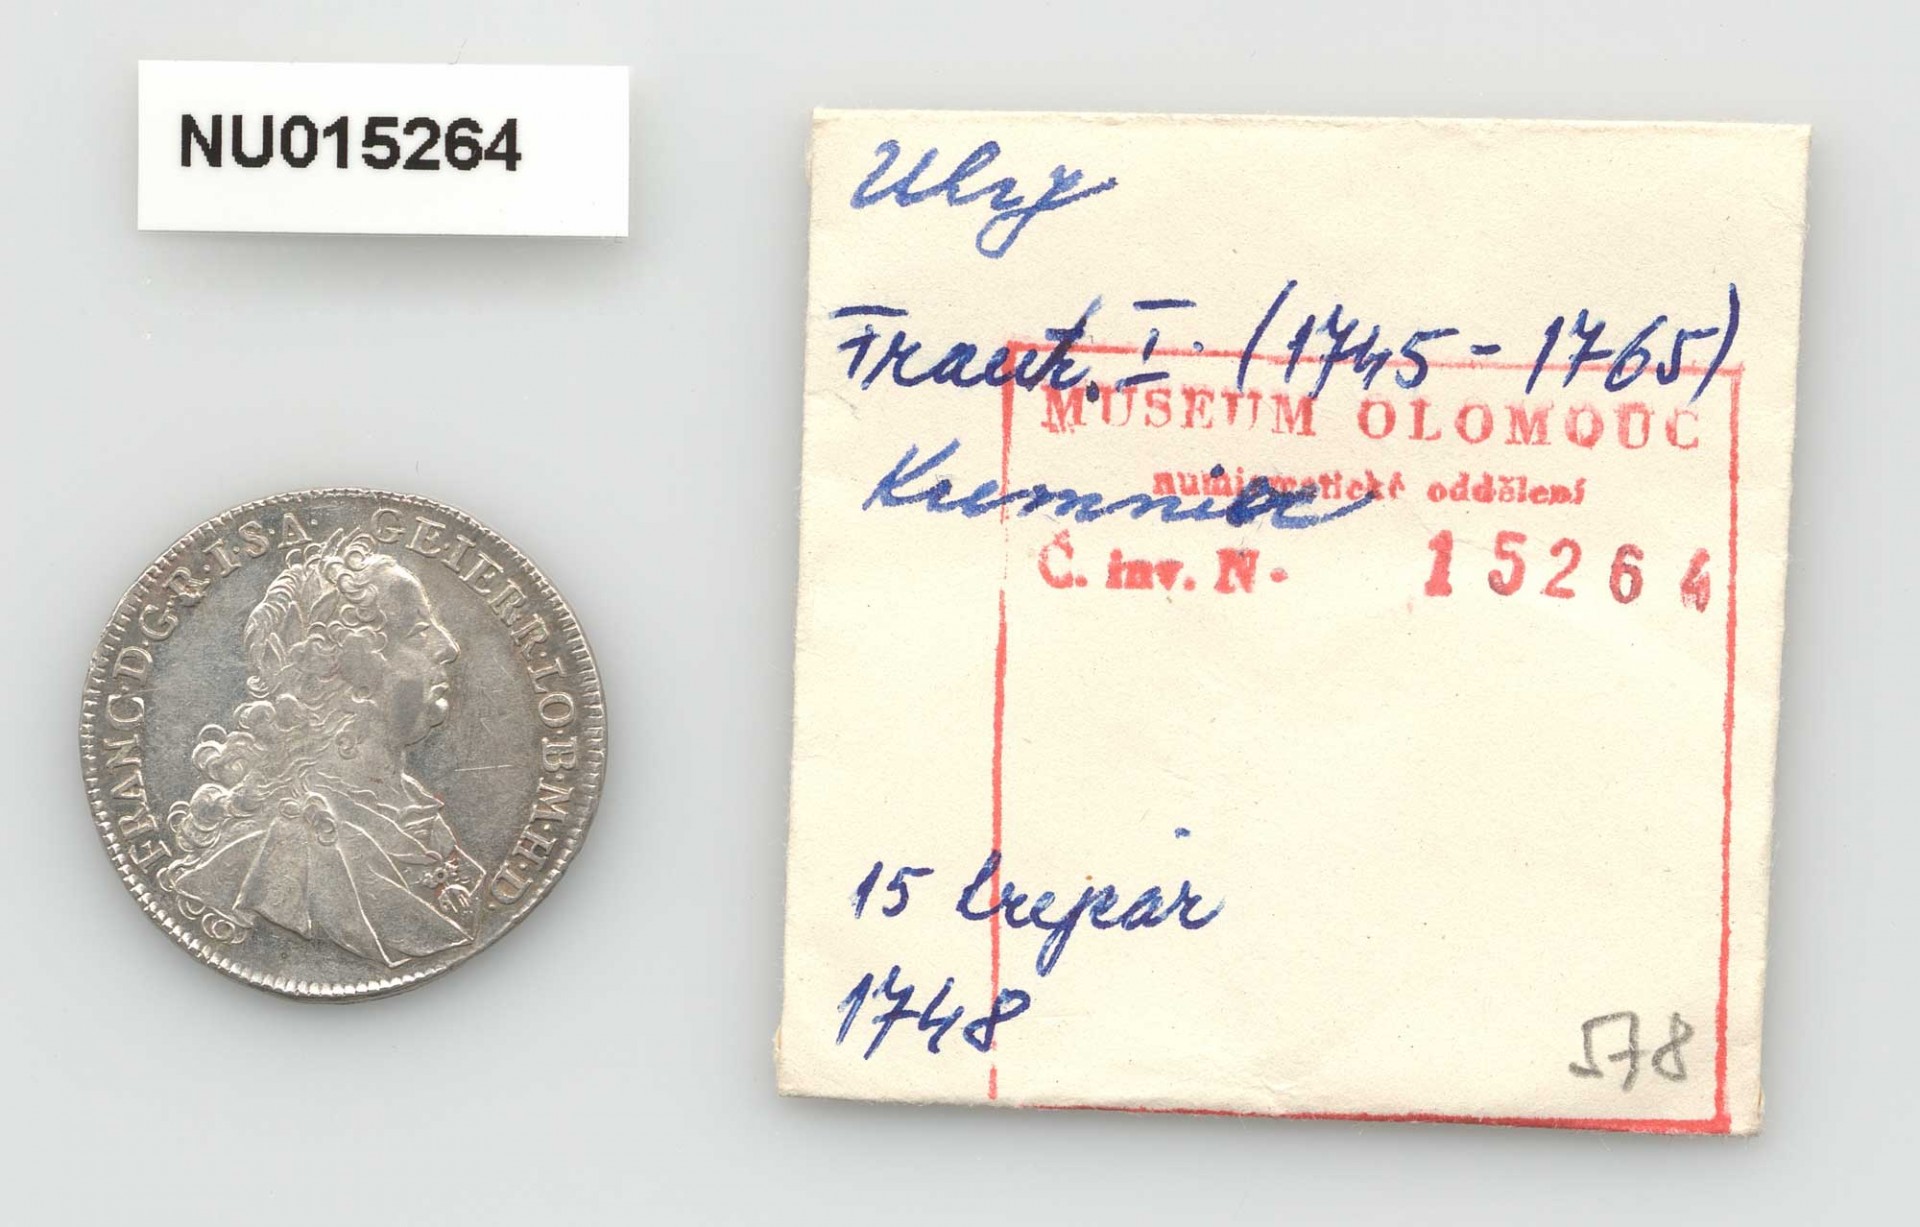 NU015264
Uhry
Frant. I. (1745 - 1765)
MUSEUM OLOMOUC
numismatické oddělení
Kremnica
Č. inv. N. 15264
15 krejcar
1748
578
FRANC·D·G·R·I·S·A· GE·IER·R·LO·B·M·H·D·